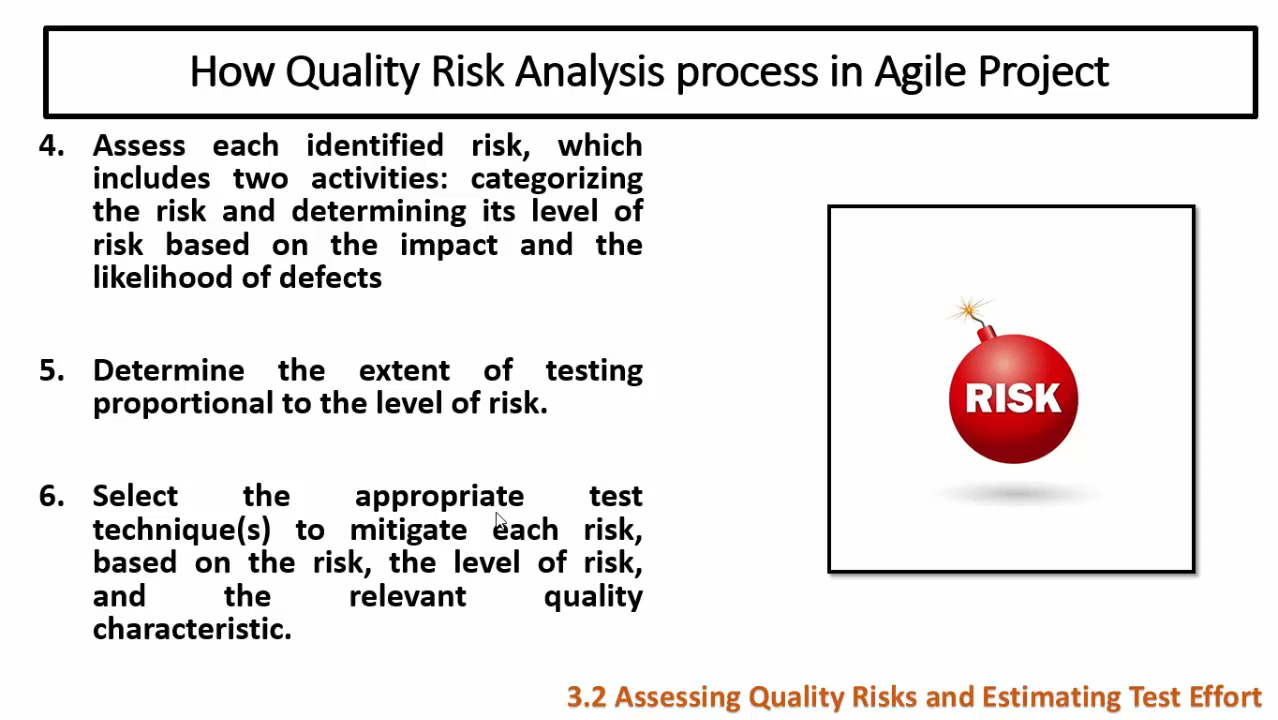 How Quality Risk Analysis process in Agile Project
4. Assess each identified risk, which
includes two activities: categorizing
the risk and determining its level of
risk based on the impact and the
likelihood of defects
5. Determine the extent of testing
proportional to the level of risk.
6. Select the appropriate test
technique(s) to mitigate each risk,
based on the risk, the level of risk,
and the relevant quality
characteristic.
RISK
3.2 Assessing Quality Risks and Estimating Test Effort